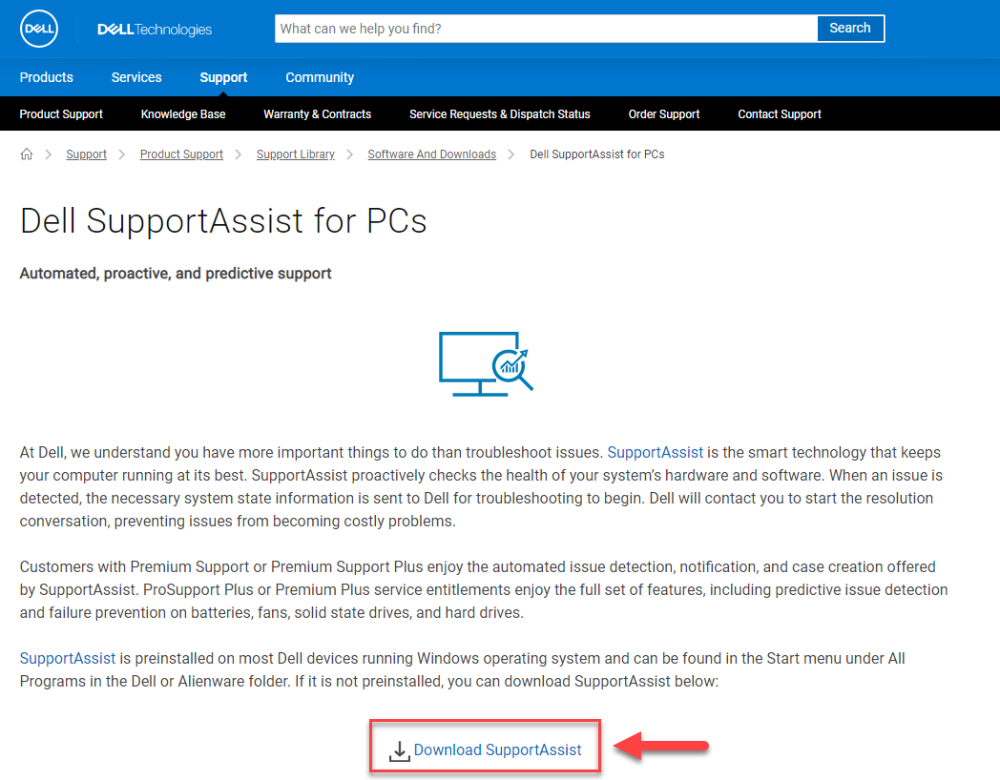 DELL
DELLTechnologies
What can we help you find?
Search
Products
Services
Support
Community
Product Support
Knowledge Base
Warranty & Contracts
Service Requests & Dispatch Status
Order Support
Contact Support
Support
Product Support
Support Library
Software And Downloads
Dell SupportAssist for PCs
Dell SupportAssist for PCs
Automated, proactive, and predictive support
At Dell, we understand you have more important things to do than troubleshoot issues. SupportAssist is the smart technology that keeps
your computer running at its best. SupportAssist proactively checks the health of your system’s hardware and software. When an issue is
detected, the necessary system state information is sent to Dell for troubleshooting to begin. Dell will contact you to start the resolution
conversation, preventing issues from becoming costly problems.
Customers with Premium Support or Premium Support Plus enjoy the automated issue detection, notification, and case creation offered
by SupportAssist. ProSupport Plus or Premium Plus service entitlements enjoy the full set of features, including predictive issue detection
and failure prevention on batteries, fans, solid state drives, and hard drives.
SupportAssist is preinstalled on most Dell devices running Windows operating system and can be found in the Start menu under All
Programs in the Dell or Alienware folder. If it is not preinstalled, you can download SupportAssist below:
Download SupportAssist